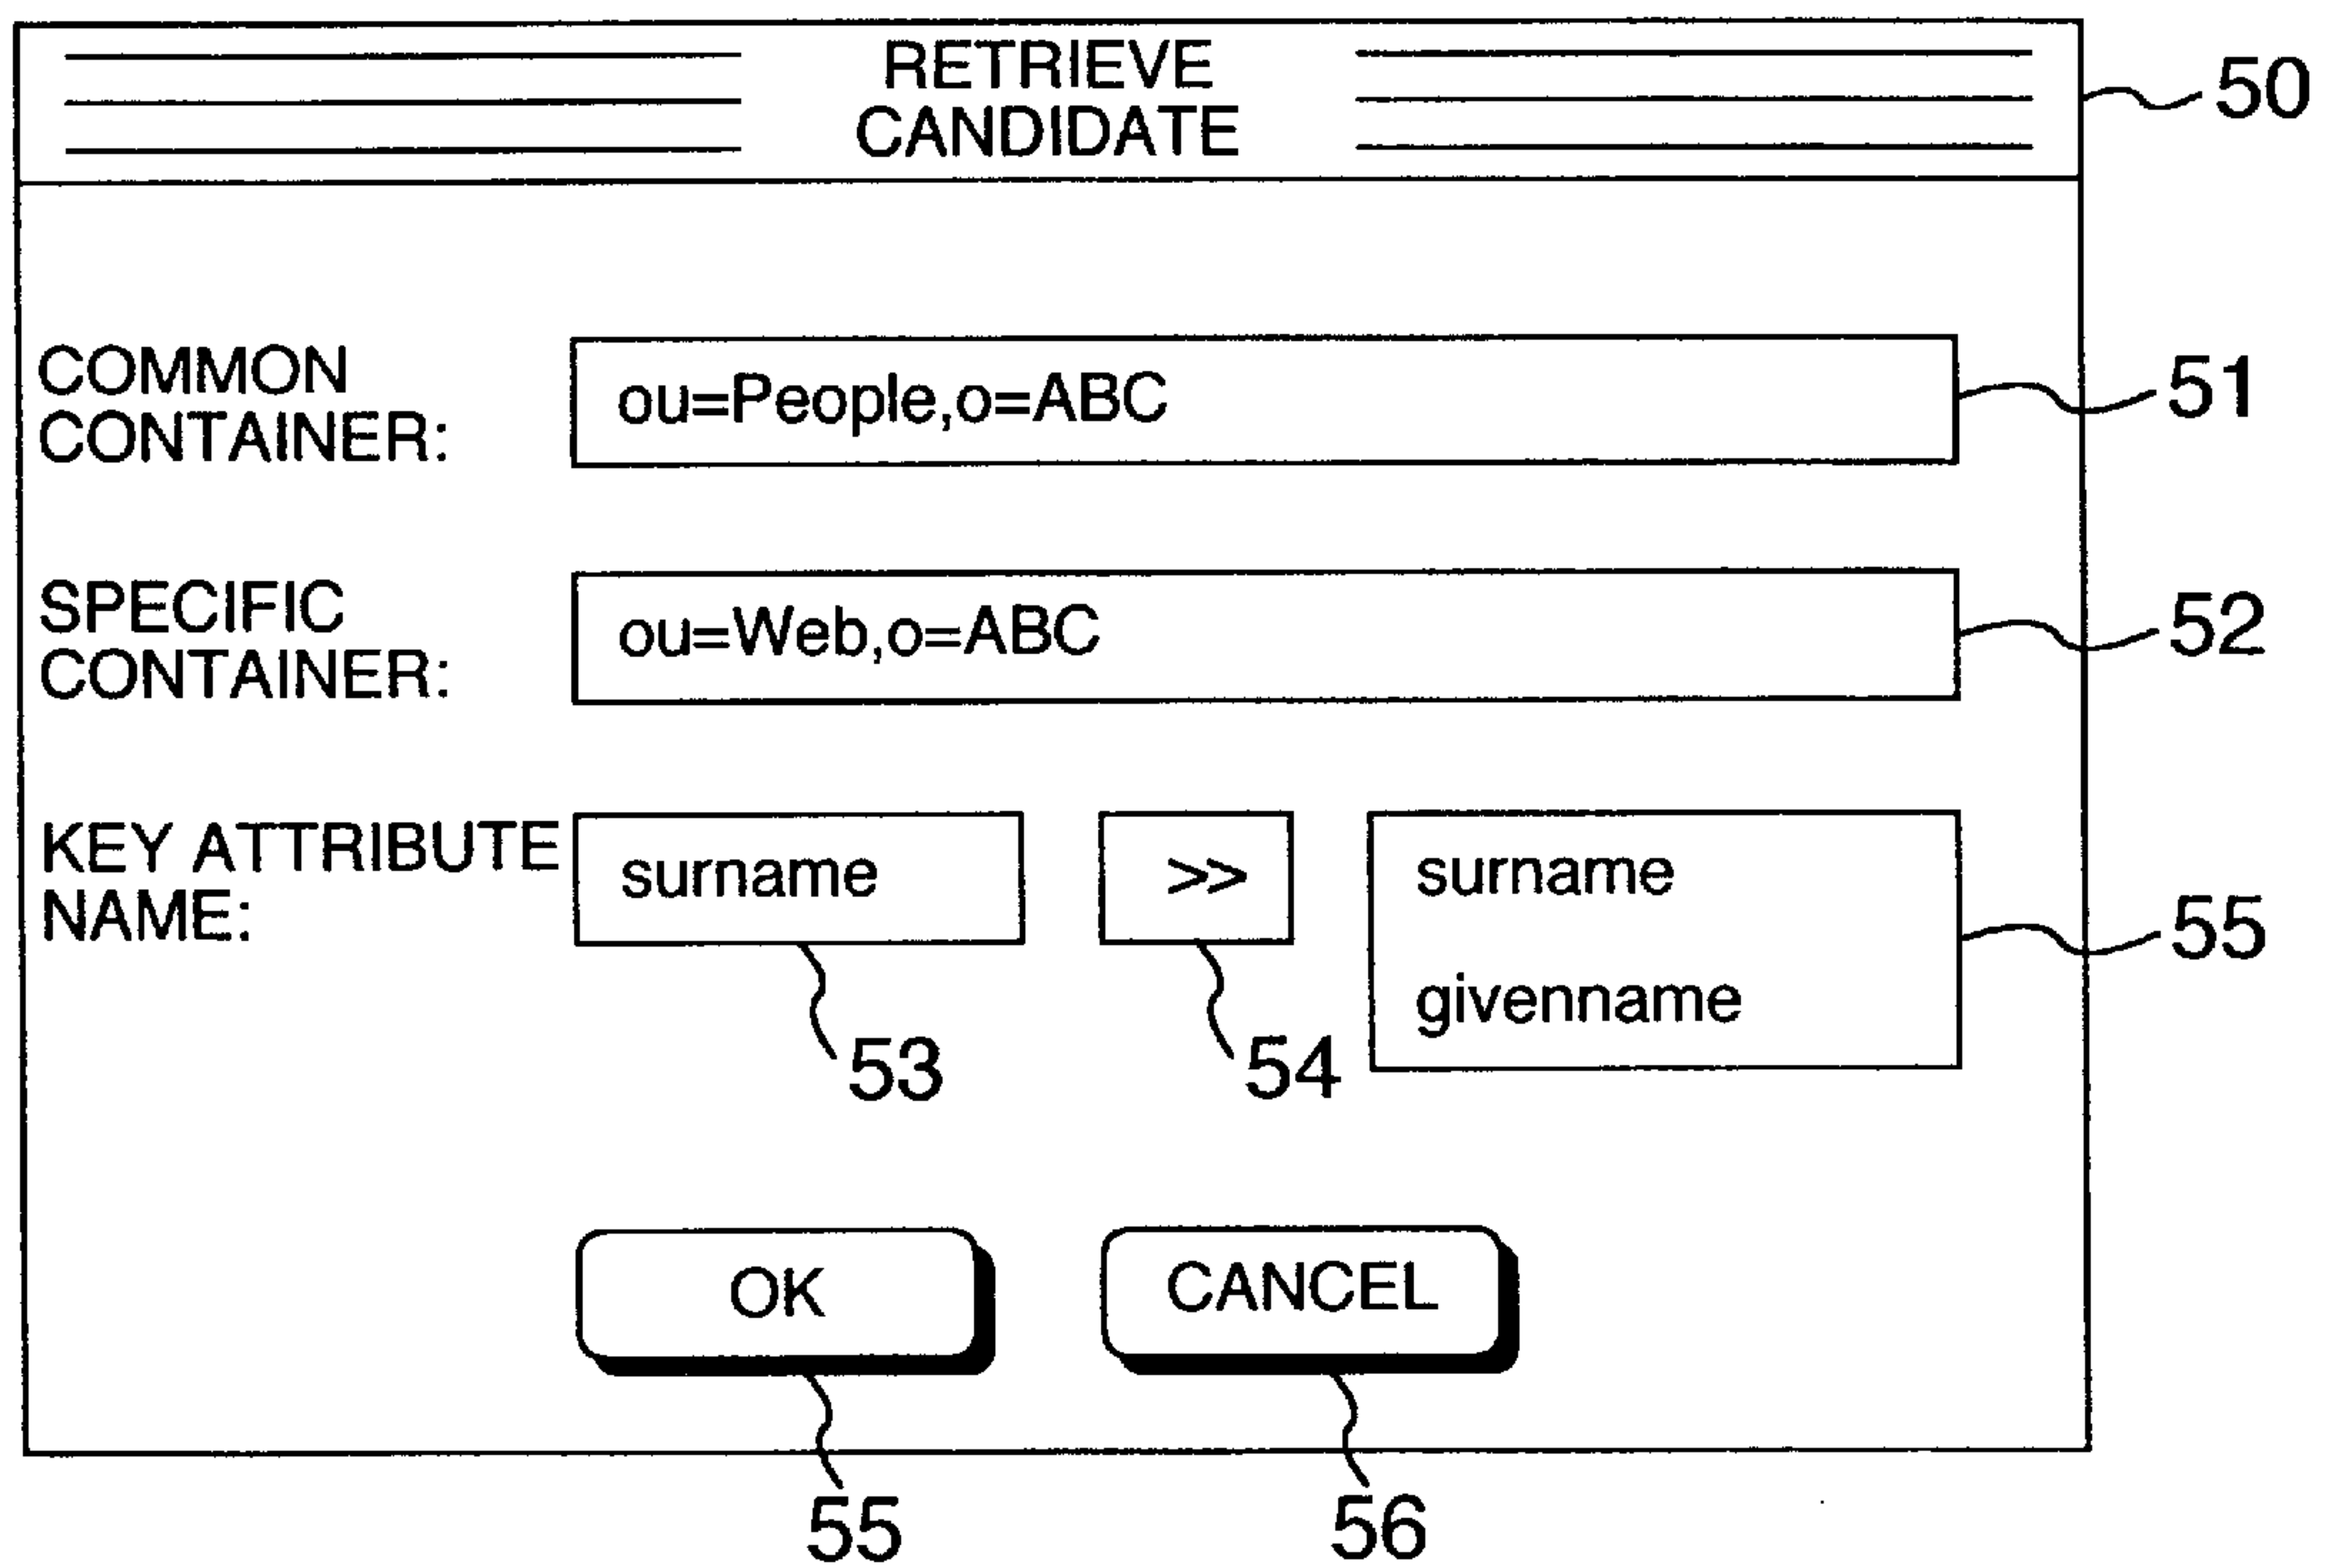 RETRIEVE
CANDIDATE
50
COMMON
CONTAINER:
ou=People,o=ABC
51
SPECIFIC
CONTAINER:
ou=Web,o=ABC
52
KEY ATTRIBUTE
NAME:
surname
>>
surname
givenname
55
53
54
OK
CANCEL
55
56